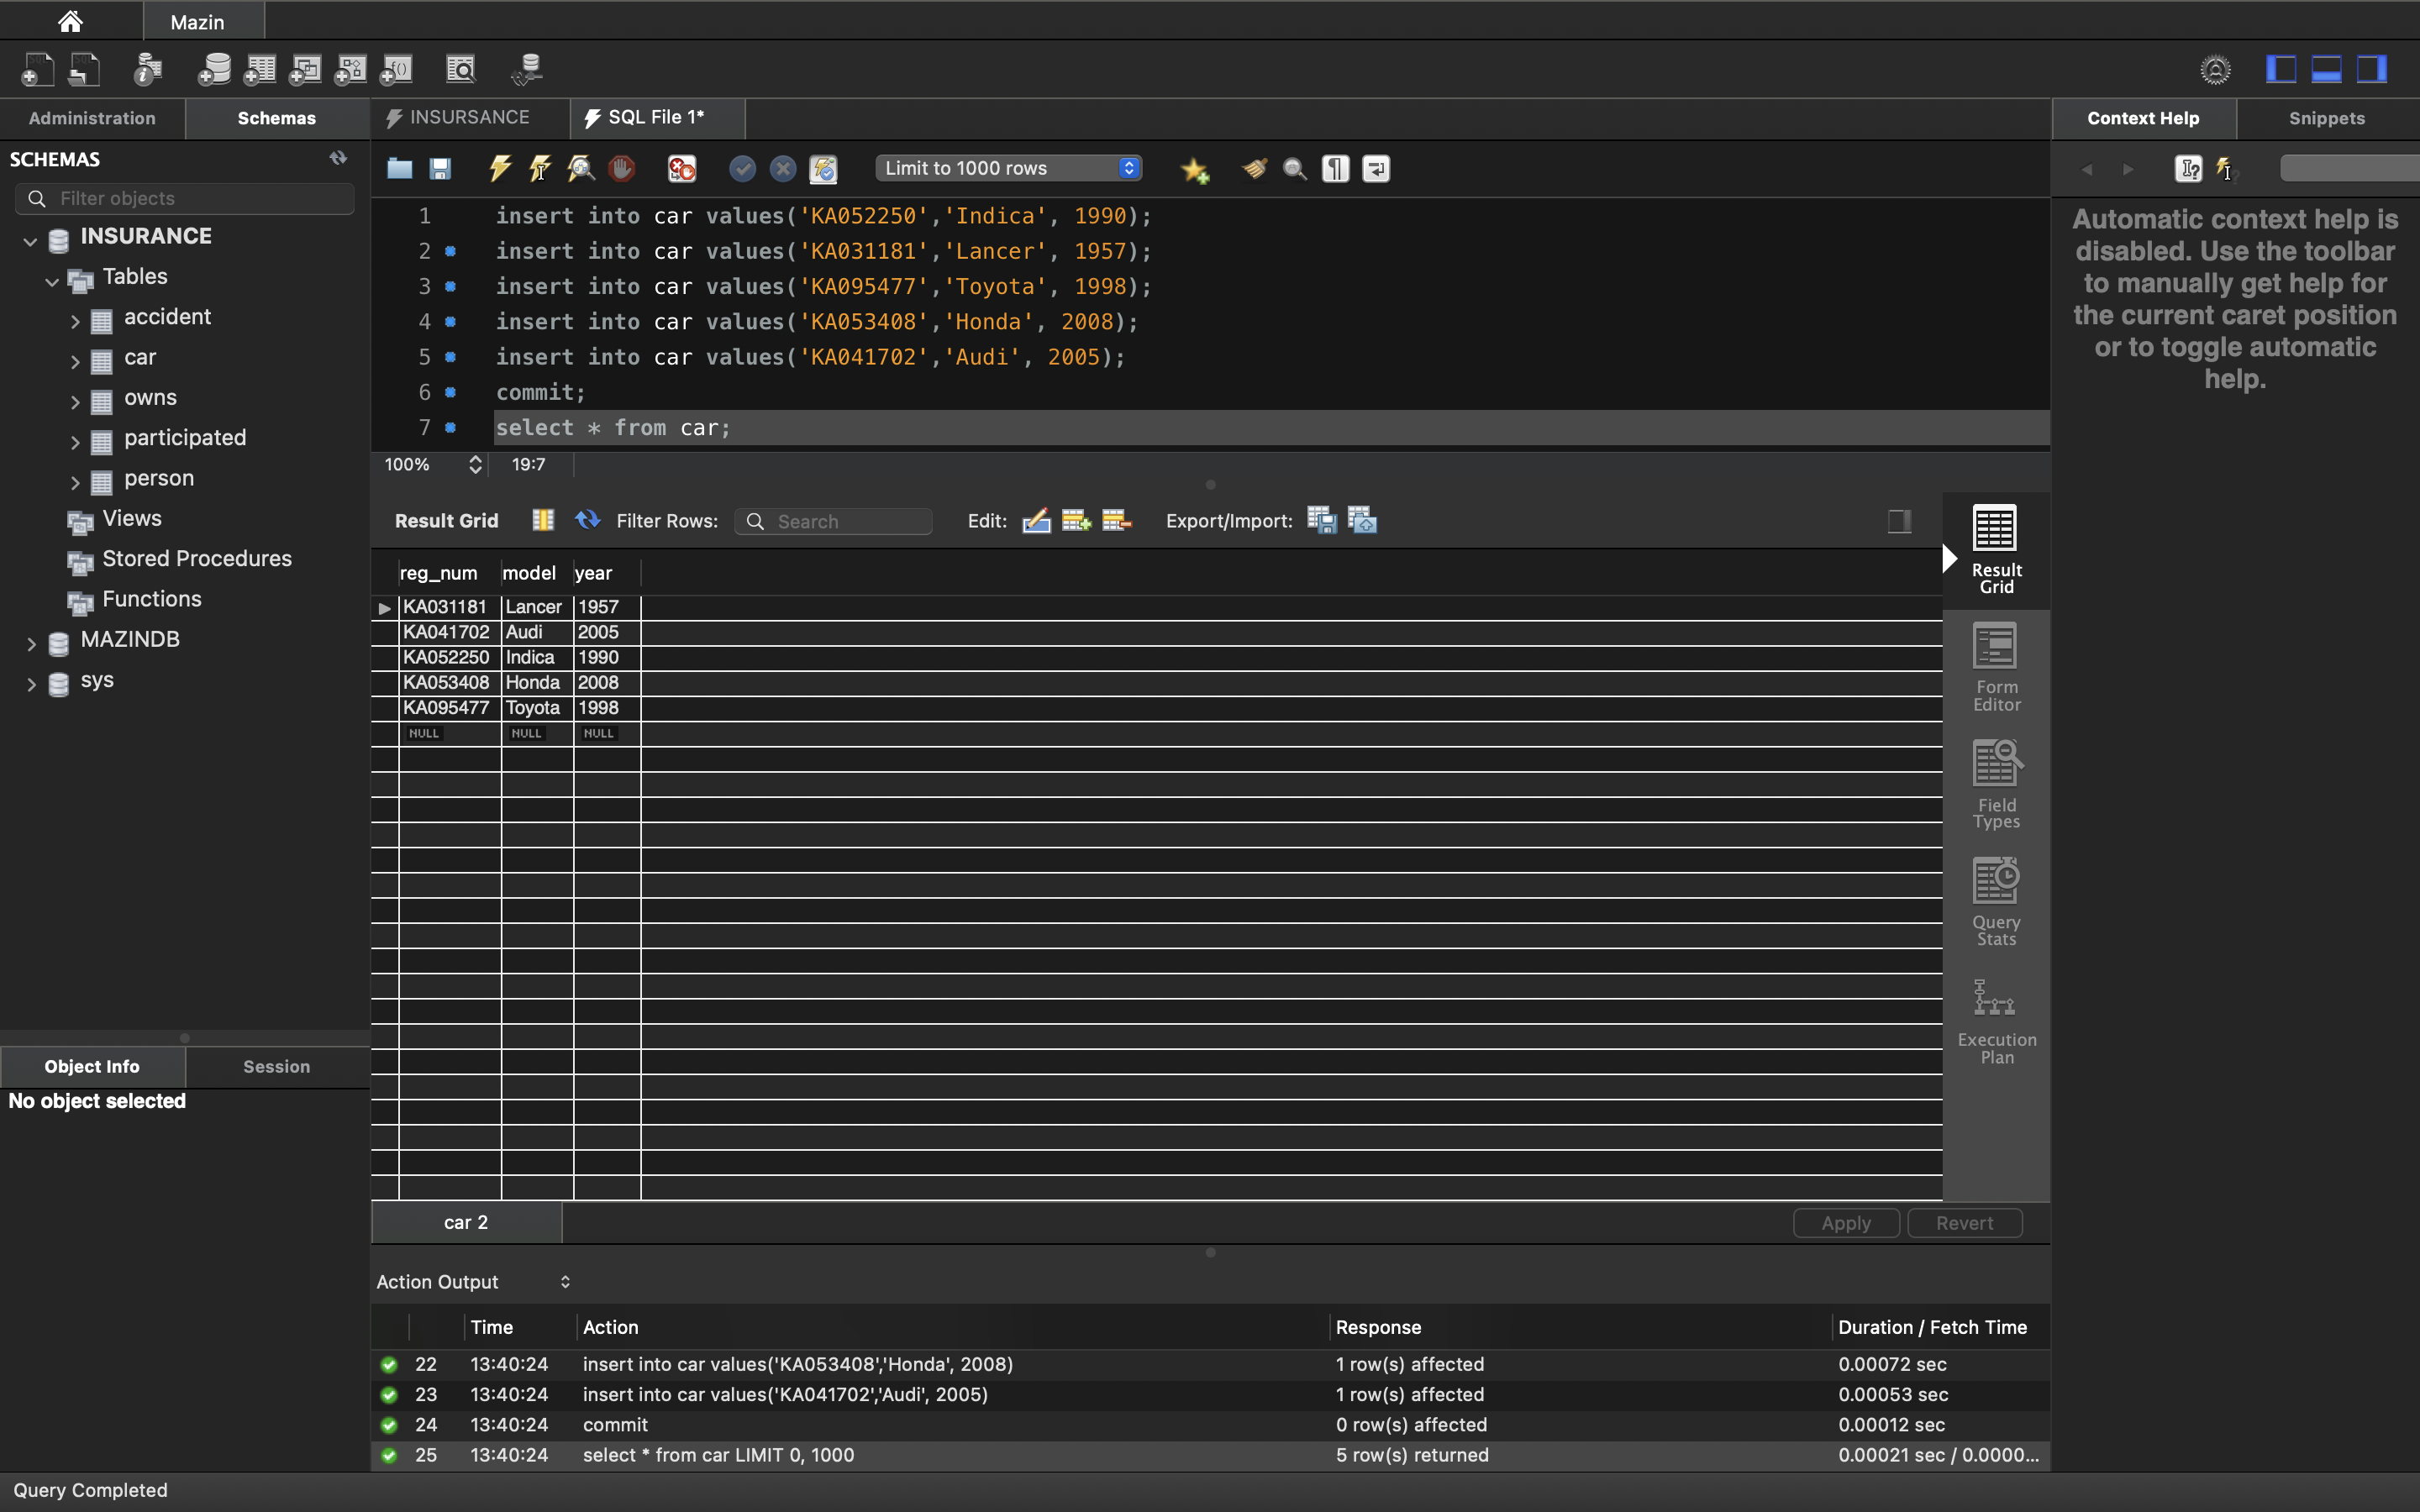 Mazin
Administration
Schemas
INSURSANCE
SQL File 1*
Context Help
Snippets
SCHEMAS
Filter objects
Limit to 1000 rows
INSURANCE
Tables
accident
car
owns
participated
person
Views
Stored Procedures
Functions
MAZINDB
sys
1 insert into car values('KA052250','Indica', 1990);
2 insert into car values('KA031181','Lancer', 1957);
3 insert into car values('KA095477','Toyota', 1998);
4 insert into car values('KA053408','Honda', 2008);
5 insert into car values('KA041702','Audi', 2005);
6 commit;
7 select * from car;
100% 19:7
Automatic context help is
disabled. Use the toolbar
to manually get help for
the current caret position
or to toggle automatic
help.
Result Grid Filter Rows: Search Edit: Export/Import:
reg_num model year
KA031181 Lancer 1957
KA041702 Audi 2005
KA052250 Indica 1990
KA053408 Honda 2008
KA095477 Toyota 1998
NULL NULL NULL
Result
Grid
Form
Editor
Field
Types
Query
Stats
Execution
Plan
Object Info
Session
No object selected
car 2
Apply
Revert
Action Output
Time Action Response Duration / Fetch Time
22 13:40:24 insert into car values('KA053408','Honda', 2008) 1 row(s) affected 0.00072 sec
23 13:40:24 insert into car values('KA041702','Audi', 2005) 1 row(s) affected 0.00053 sec
24 13:40:24 commit 0 row(s) affected 0.00012 sec
25 13:40:24 select * from car LIMIT 0, 1000 5 row(s) returned 0.00021 sec / 0.0000...
Query Completed